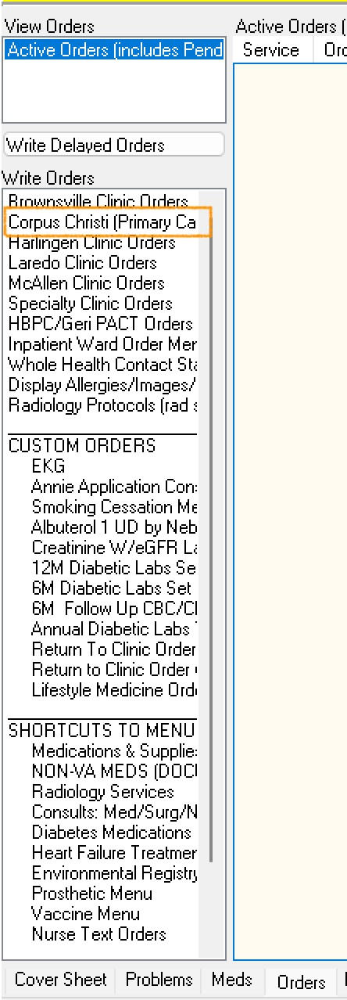 View Orders
Active Orders (includes Pend
Write Delayed Orders
Write Orders
Brownsville Clinic Orders
Corpus Christi (Primary Ca
Harlingen Clinic Orders
Laredo Clinic Orders
McAllen Clinic Orders
Specialty Clinic Orders
HBPC/Geri PACT Orders
Inpatient Ward Order Men
Whole Health Contact Sta
Display Allergies/Images/
Radiology Protocols (rad s
CUSTOM ORDERS
EKG
Annie Application Cons
Smoking Cessation Me
Albuterol 1 UD by Neb
Creatinine W/eGFR La
12M Diabetic Labs Se
6M Diabetic Labs Set
6M Follow Up CBC/C
Annual Diabetic Labs
Return To Clinic Order
Return to Clinic Order
Lifestyle Medicine Orde
SHORTCUTS TO MENU
Medications & Supplies
NON-VA MEDS (DOCU
Radiology Services
Consults: Med/Surg/N
Diabetes Medications
Heart Failure Treatmen
Environmental Registry
Prosthetic Menu
Vaccine Menu
Nurse Text Orders
Active Orders (
Service Ord
Cover Sheet Problems Meds Orders